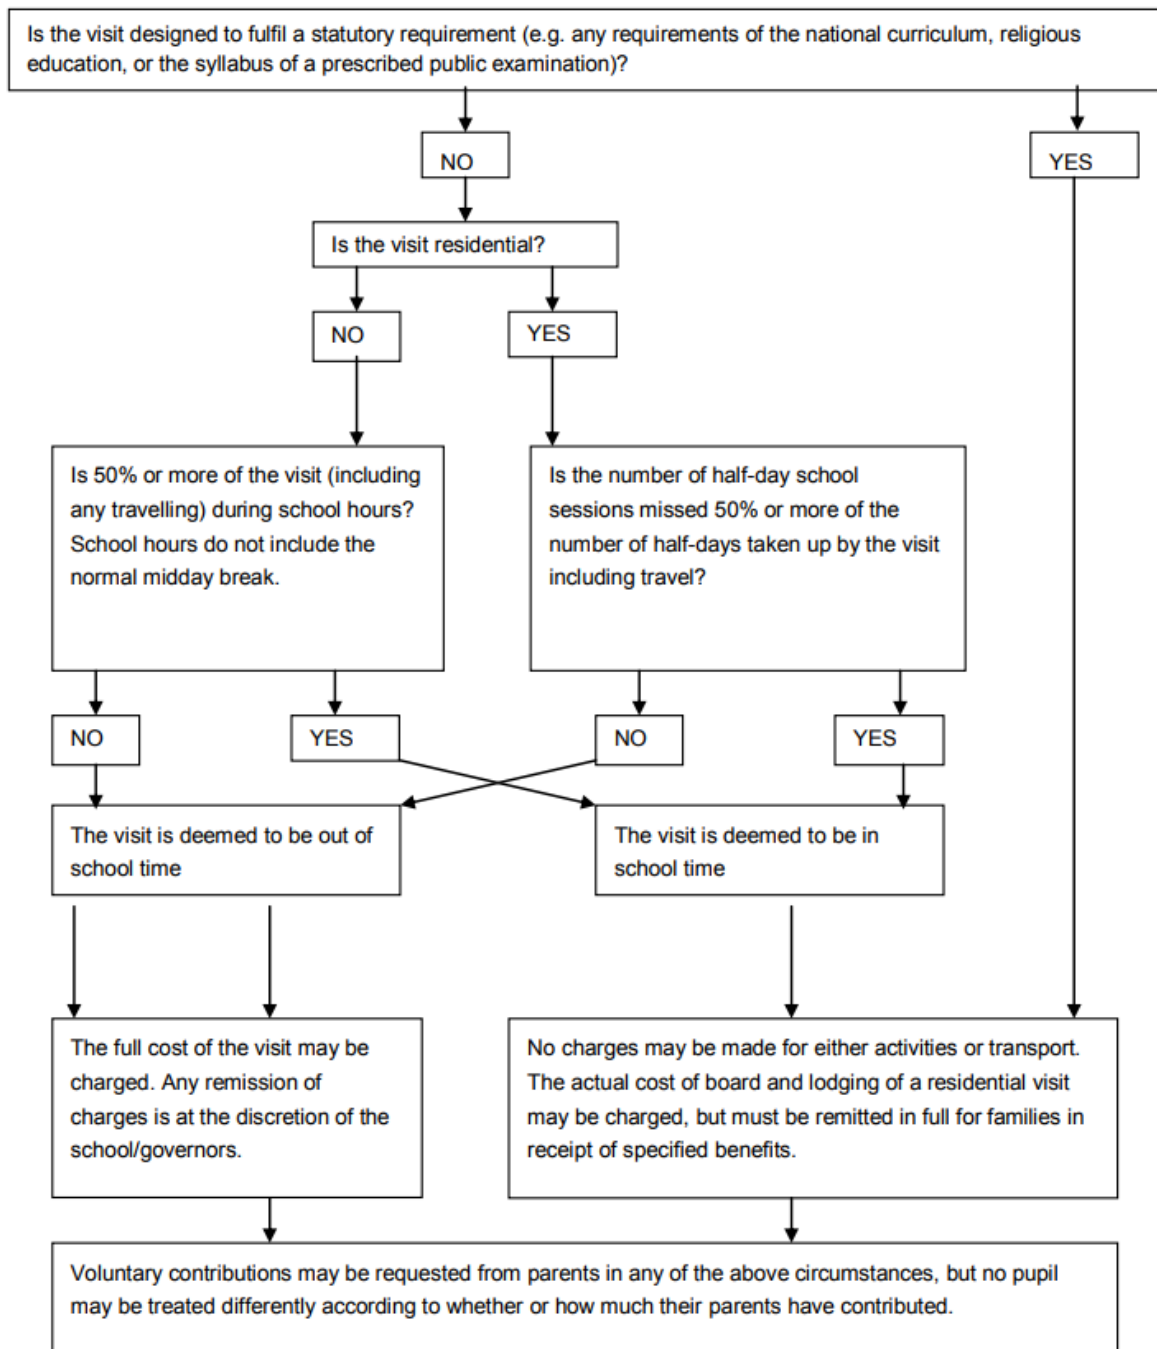 Is the visit designed to fulfil a statutory requirement (e.g. any requirements of the national curriculum, religious
education, or the syllabus of a prescribed public examination)?
NO
YES
Is the visit residential?
NO
YES
Is 50% or more of the visit (including
any travelling) during school hours?
School hours do not include the
normal midday break.
Is the number of half-day school
sessions missed 50% or more of the
number of half-days taken up by the visit
including travel?
NO
YES
NO
YES
The visit is deemed to be out of
school time
The visit is deemed to be in
school time
The full cost of the visit may be
charged. Any remission of
charges is at the discretion of the
school/governors.
No charges may be made for either activities or transport.
The actual cost of board and lodging of a residential visit
may be charged, but must be remitted in full for families in
receipt of specified benefits.
Voluntary contributions may be requested from parents in any of the above circumstances, but no pupil
may be treated differently according to whether or how much their parents have contributed.